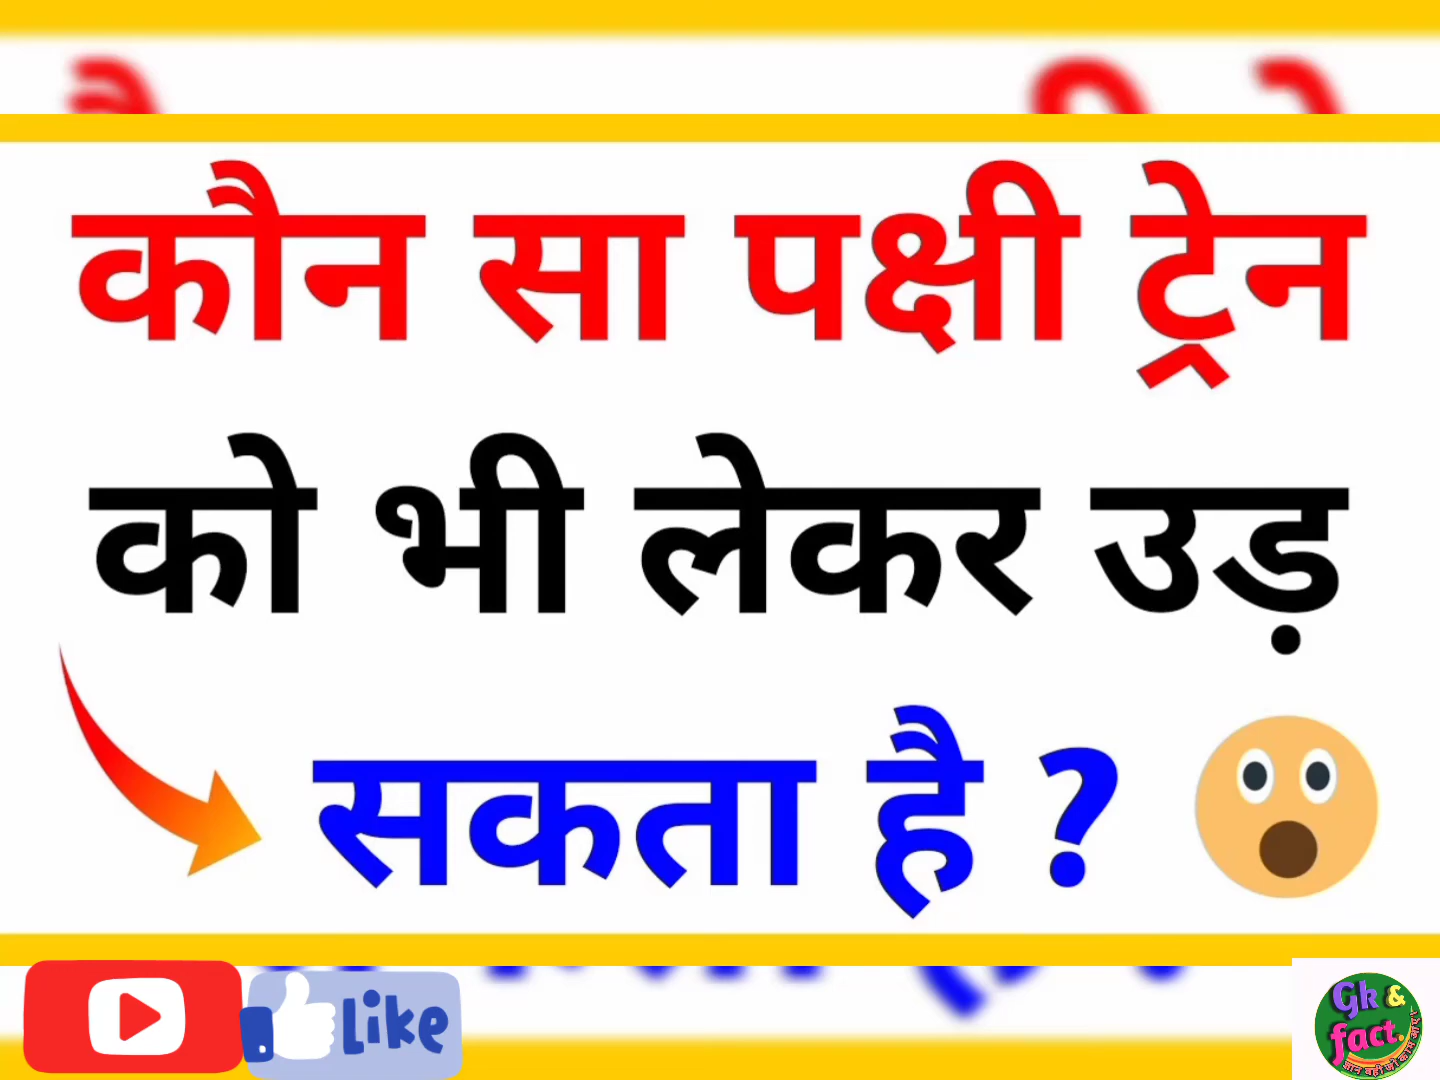 कौन सा पक्षी ट्रेन
को भी लेकर उड़
सकता है ?
Like
Gk &
fact.